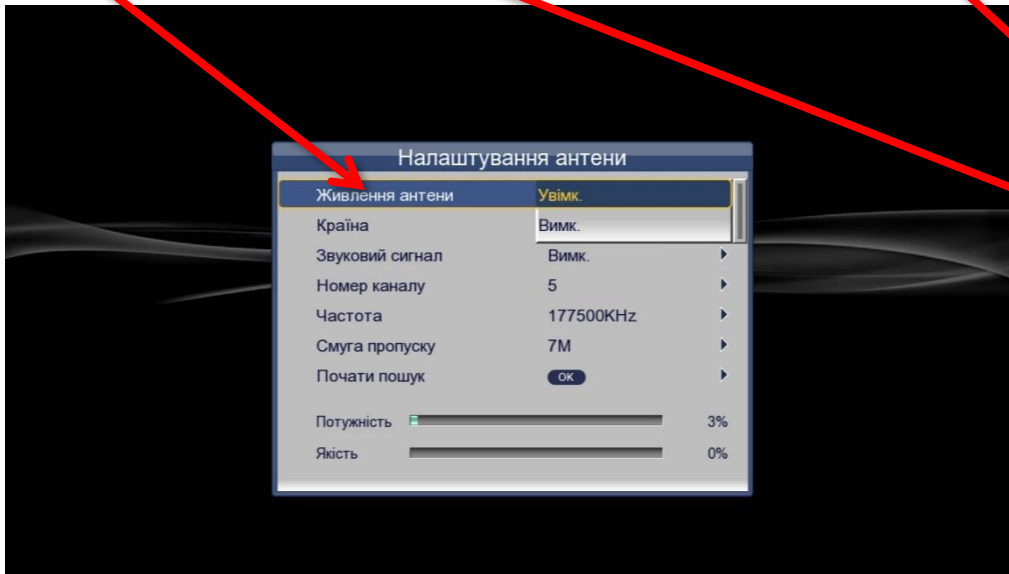 Налаштування антени
Живлення антени Увімк.
Країна Вимк.
Звуковий сигнал Вимк.
Номер каналу 5
Частота 177500KHz
Смуга пропуску 7M
Почати пошук OK
Потужність 3%
Якість 0%